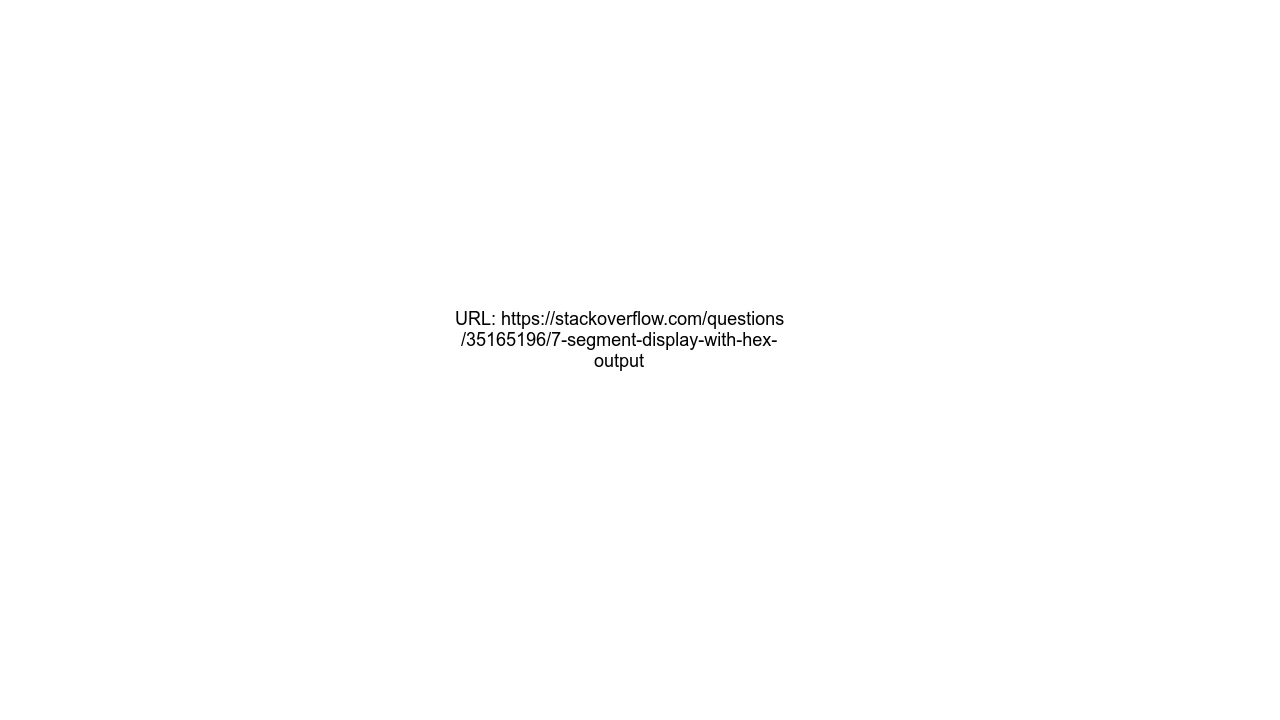 URL: https://stackoverflow.com/questions
/35165196/7-segment-display-with-hex-
output